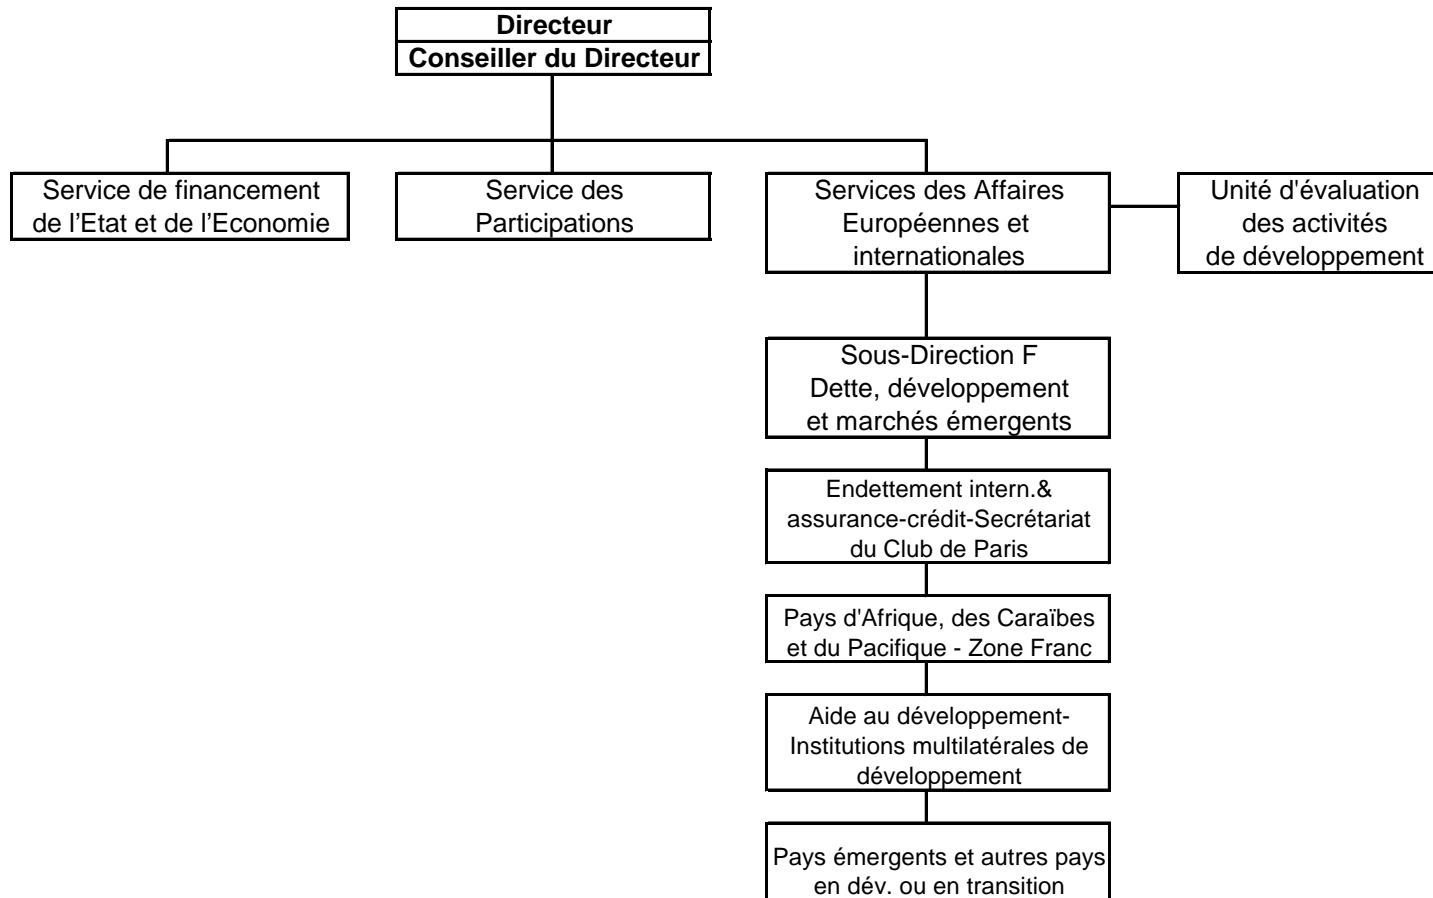 Directeur
Conseiller du Directeur
Service de financement
de l’Etat et de l’Economie
Service des
Participations
Services des Affaires
Européennes et
internationales
Unité d'évaluation
des activités
de développement
Sous-Direction F
Dette, développement
et marchés émergents
Endettement intern.&
assurance-crédit-Secrétariat
du Club de Paris
Pays d'Afrique, des Caraïbes
et du Pacifique - Zone Franc
Aide au développement-
Institutions multilatérales de
développement
Pays émergents et autres pays
en dév. ou en transition